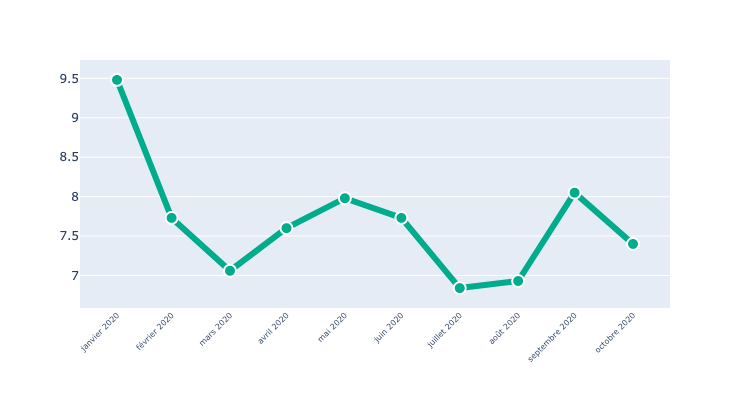 9.5
9
8.5
8
7.5
7
janvier 2020
février 2020
mars 2020
avril 2020
mai 2020
juin 2020
juillet 2020
août 2020
septembre 2020
octobre 2020